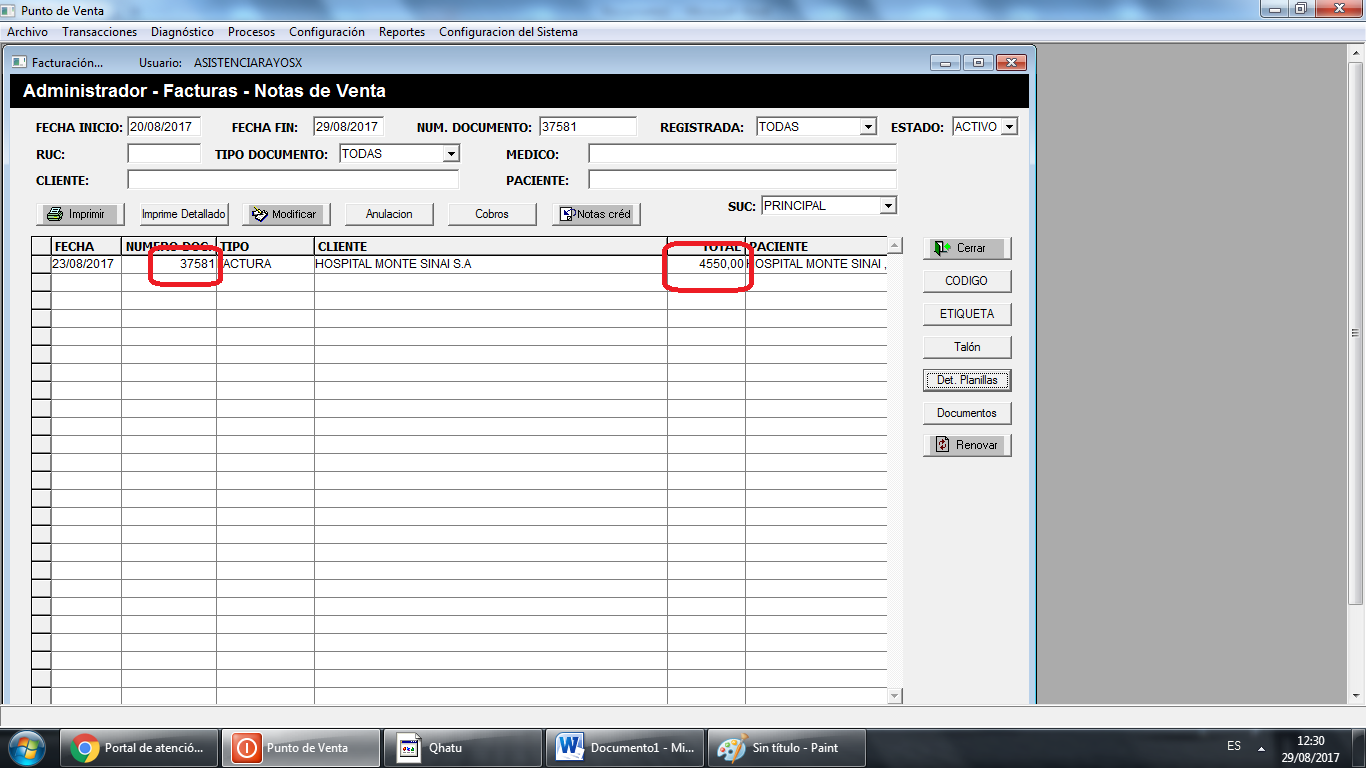 Punto de Venta
Archivo Transacciones Diagnóstico Procesos Configuración Reportes Configuracion del Sistema
Facturación... Usuario: ASISTENCIARAYOSX
Administrador - Facturas - Notas de Venta
FECHA INICIO: 20/08/2017 FECHA FIN: 29/08/2017 NUM. DOCUMENTO: 37581 REGISTRADA: TODAS ESTADO: ACTIVO
RUC: TIPO DOCUMENTO: TODAS MEDICO:
CLIENTE: PACIENTE:
Imprimir Imprime Detallado Modificar Anulacion Cobros Notas créd SUC: PRINCIPAL
FECHA NUMERO DOC. TIPO CLIENTE TOTAL PACIENTE
23/08/2017 37581 FACTURA HOSPITAL MONTE SINAI S.A 4550,00 HOSPITAL MONTE SINAI ,
Cerrar
CODIGO
ETIQUETA
Talón
Det. Planillas
Documentos
Renovar
Portal de atenció... Punto de Venta Qhatu Documento1 - Mi... Sin título - Paint ES 12:30
29/08/2017